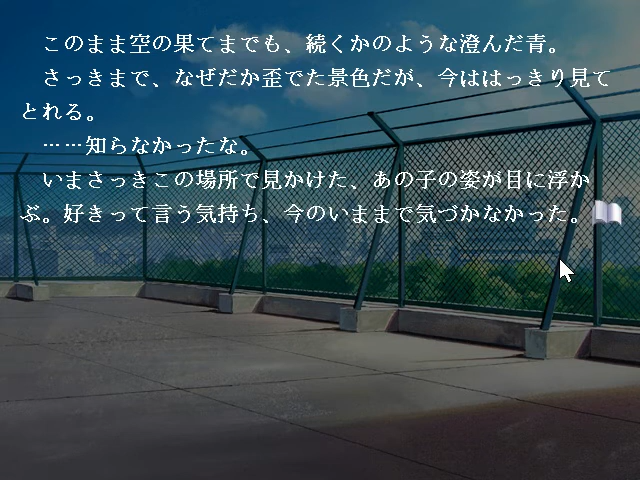 このまま空の果てまでも、続くかのような澄んだ青。
さっきまで、なぜだか歪でた景色だが、今ははっきり見て
とれる。
……知らなかったな。
いまさっきこの場所で見かけた、あの子の姿が目に浮か
ぶ。好きって言う気持ち、今のいままで気づかなかった。